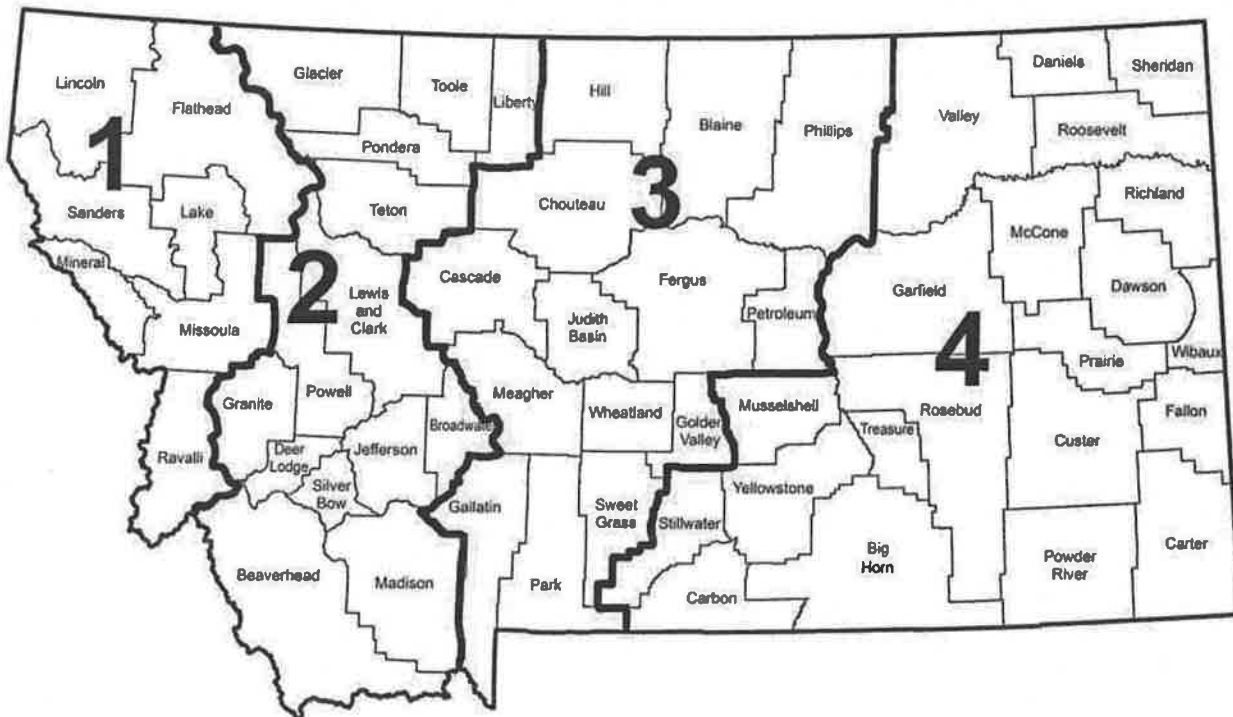 Lincoln
Flathead
Glacier
Toole
Liberty
Hill
Blaine
Phillips
Valley
Daniels
Sheridan
Roosevelt
1
Pondera
3
Sanders
Lake
Teton
Chouteau
McCone
Richland
Mineral
2
Lewis
and
Clark
Cascade
Judith
Basin
Fergus
Petroleum
Garfield
4
Dawson
Missoula
Prairie
Wibaux
Powell
Granite
Meagher
Wheatland
Golden
Valley
Musselshell
Rosebud
Treasure
Custer
Fallon
Ravalli
Deer
Lodge
Jefferson
Broadwate
Silver
Bow
Gallatin
Sweet
Grass
Yellowstone
Stillwater
Beaverhead
Madison
Park
Carbon
Big
Horn
Powder
River
Carter